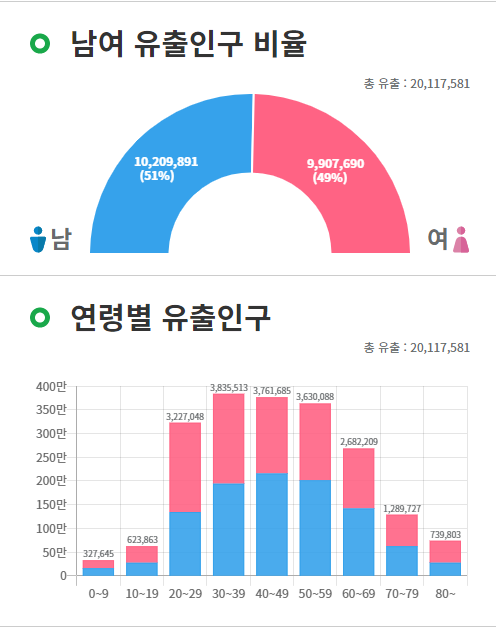 남여 유출인구 비율
총 유출 : 20,117,581
10,209,891
(51%)
9,907,690
(49%)
남
여
연령별 유출인구
총 유출 : 20,117,581
400만
350만
300만
250만
200만
150만
100만
50만
0
327,645
623,863
3,227,048
3,835,513
3,761,685
3,630,088
2,682,209
1,289,727
739,803
0~9
10~19
20~29
30~39
40~49
50~59
60~69
70~79
80~